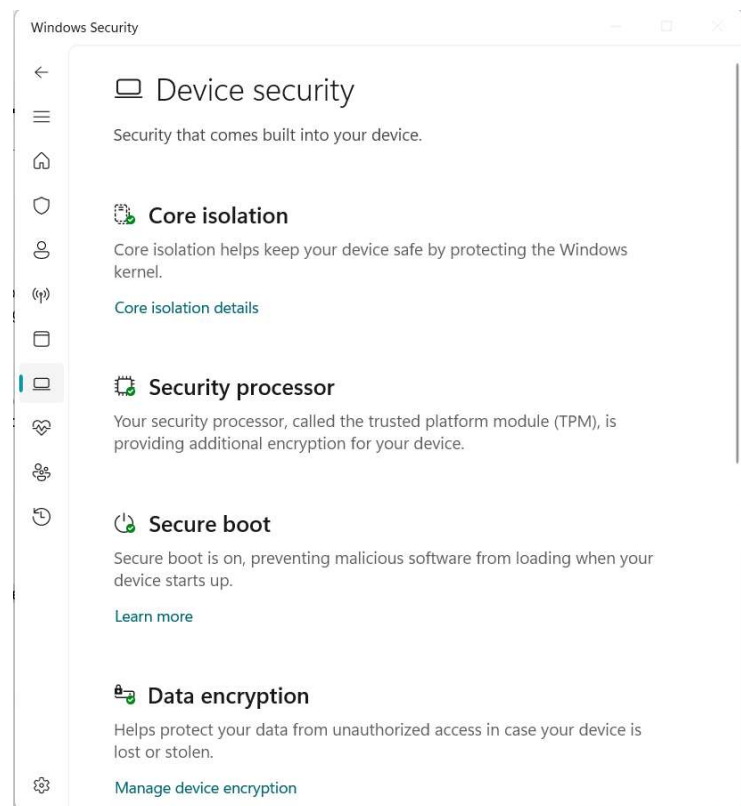 Windows Security
Device security
Security that comes built into your device.
Core isolation
Core isolation helps keep your device safe by protecting the Windows
kernel.
Core isolation details
Security processor
Your security processor, called the trusted platform module (TPM), is
providing additional encryption for your device.
Secure boot
Secure boot is on, preventing malicious software from loading when your
device starts up.
Learn more
Data encryption
Helps protect your data from unauthorized access in case your device is
lost or stolen.
Manage device encryption